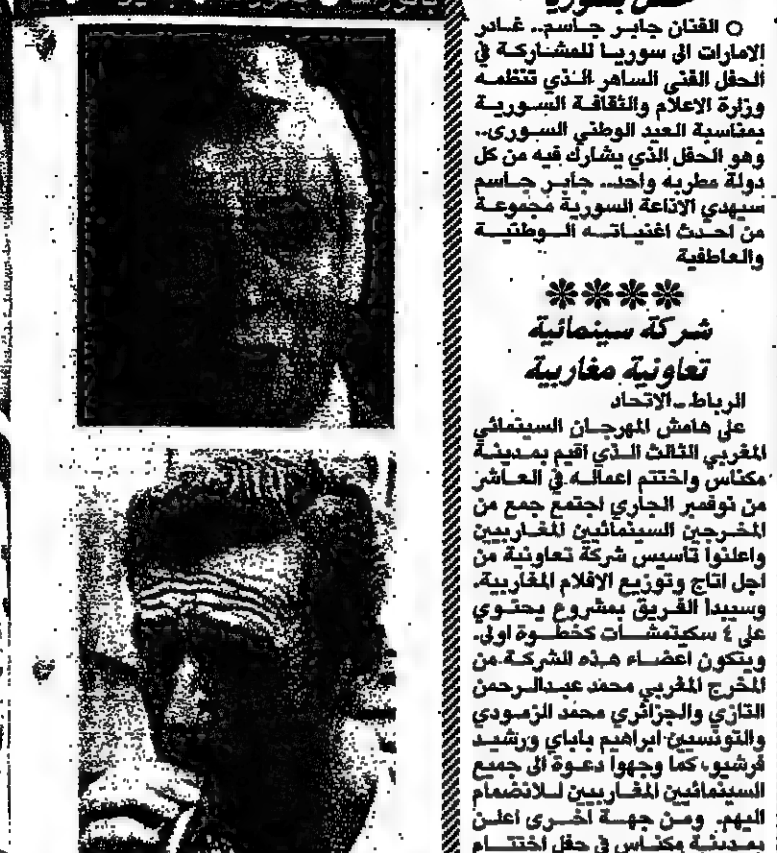 حفل بسوريا
○ الفنان جابر جاسم.. غادر
الامارات الى سوريا للمشاركة في
الحفل الفني الساهر الذي تنظمه
وزارة الاعلام والثقافة السورية
بمناسبة العيد الوطني السوري..
وهو الحفل الذي يشارك فيه من كل
دولة مطربه واحد.. جابر جاسم
سيهدي الاذاعة السورية مجموعة
من احدث اغنياته الوطنية
والعاطفية
❋❋❋❋
شركة سينمائية
تعاونية مغاربية
الرباط ـ الاتحاد
على هامش المهرجان السينمائي
المغربي الثالث الذي اقيم بمدينة
مكناس واختتم اعماله في العاشر
من نوفمبر الجاري اجتمع جمع من
المخرجين السينمائيين المغاربيين
واعلنوا تأسيس شركة تعاونية من
اجل اتاج وتوزيع الافلام المغاربية.
وسيبدأ الفريق بمشروع يحتوي
على ٤ سكيتمشات كخطوة اولى.
ويتكون اعضاء هذه الشركة من
المخرج المغربي محمد عبدالرحمن
التازي والجزائري محمد الزمودي
والتونسيين ابراهيم باباي ورشيد
فرشيو، كما وجهوا دعوة الى جميع
السينمائيين المغاربيين للانضمام
اليهم. ومن جهة اخرى اعلن
بمدينة مكناس في حفل اختتام